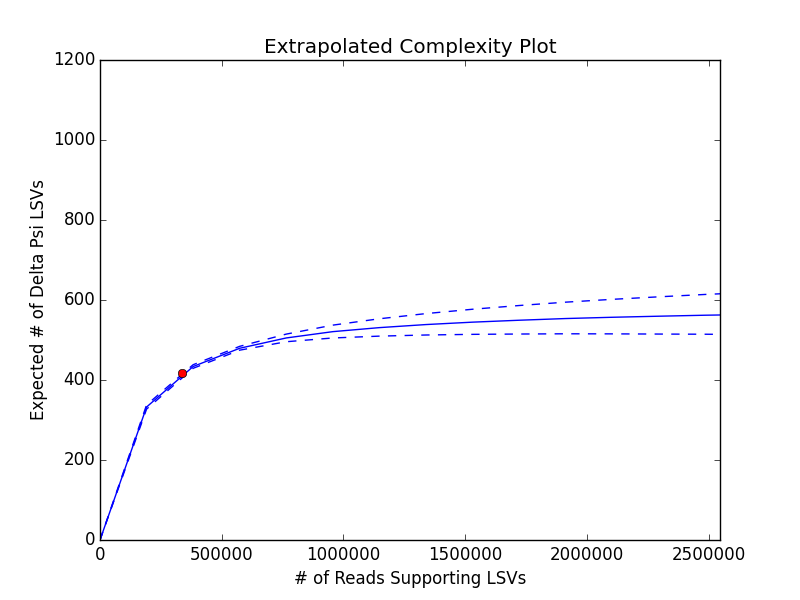 Extrapolated Complexity Plot
1200
1000
800
600
400
200
0
Expected # of Delta Psi LSVs
0 500000 1000000 1500000 2000000 2500000
# of Reads Supporting LSVs